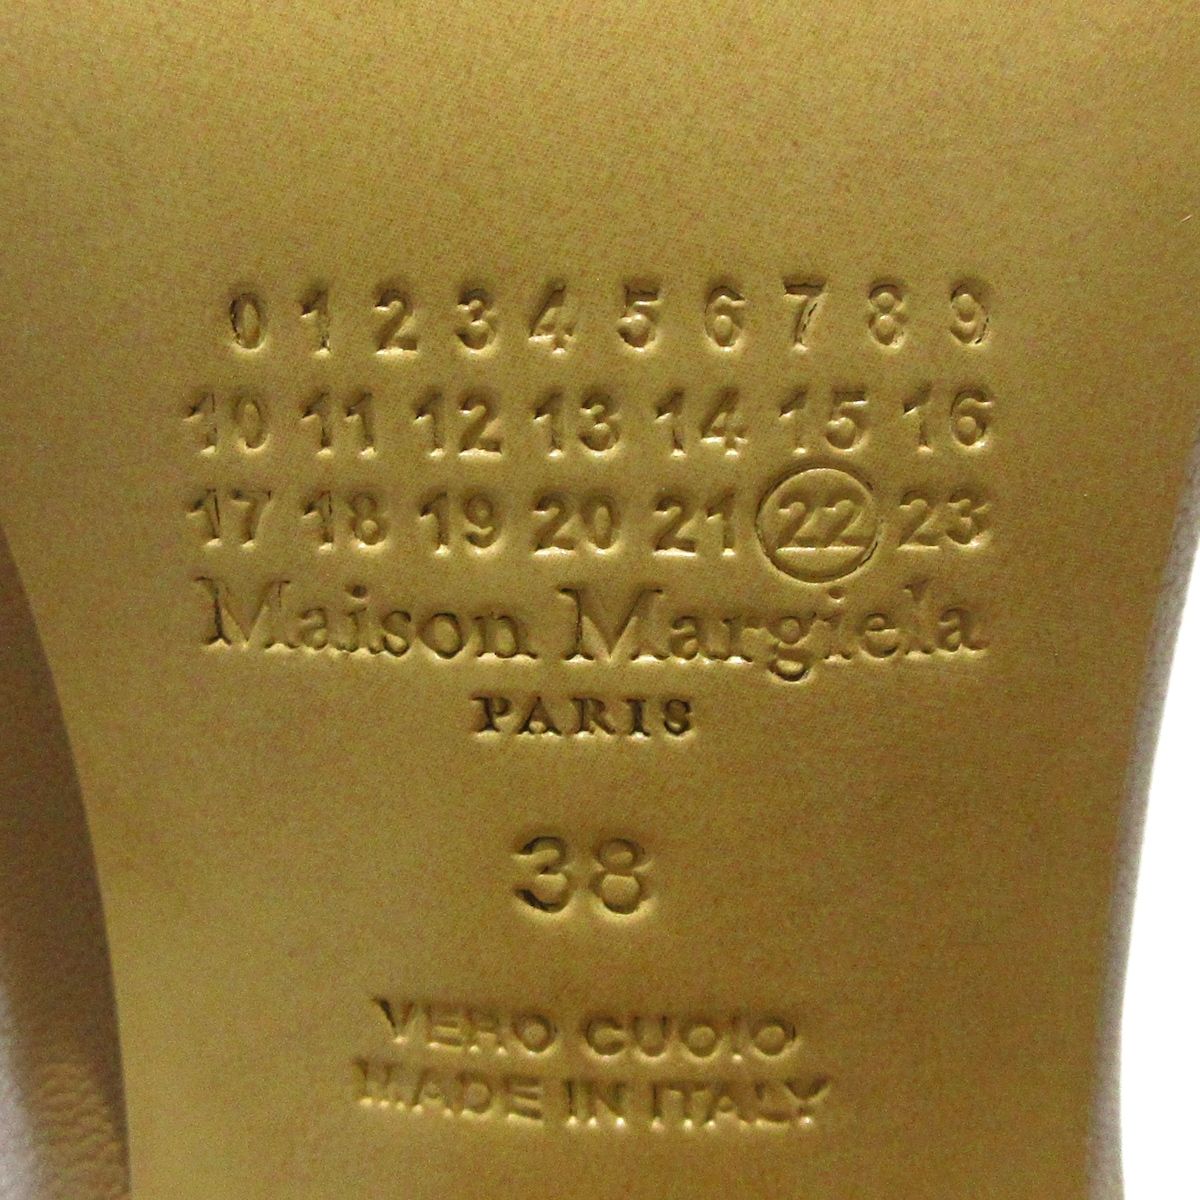 0 1 2 3 4 5 6 7 8 9
10 11 12 13 14 15 16
17 18 19 20 21 22 23
Maison Margiela
PARIS
38
VERO CUOIO
MADE IN ITALY